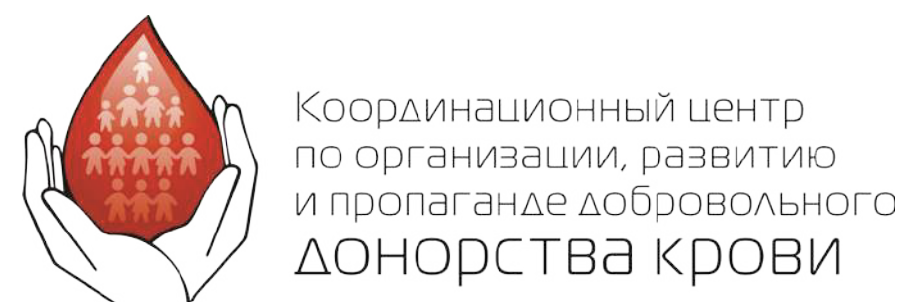 Координационный центр
по организации, развитию
и пропаганде добровольного
донорства крови